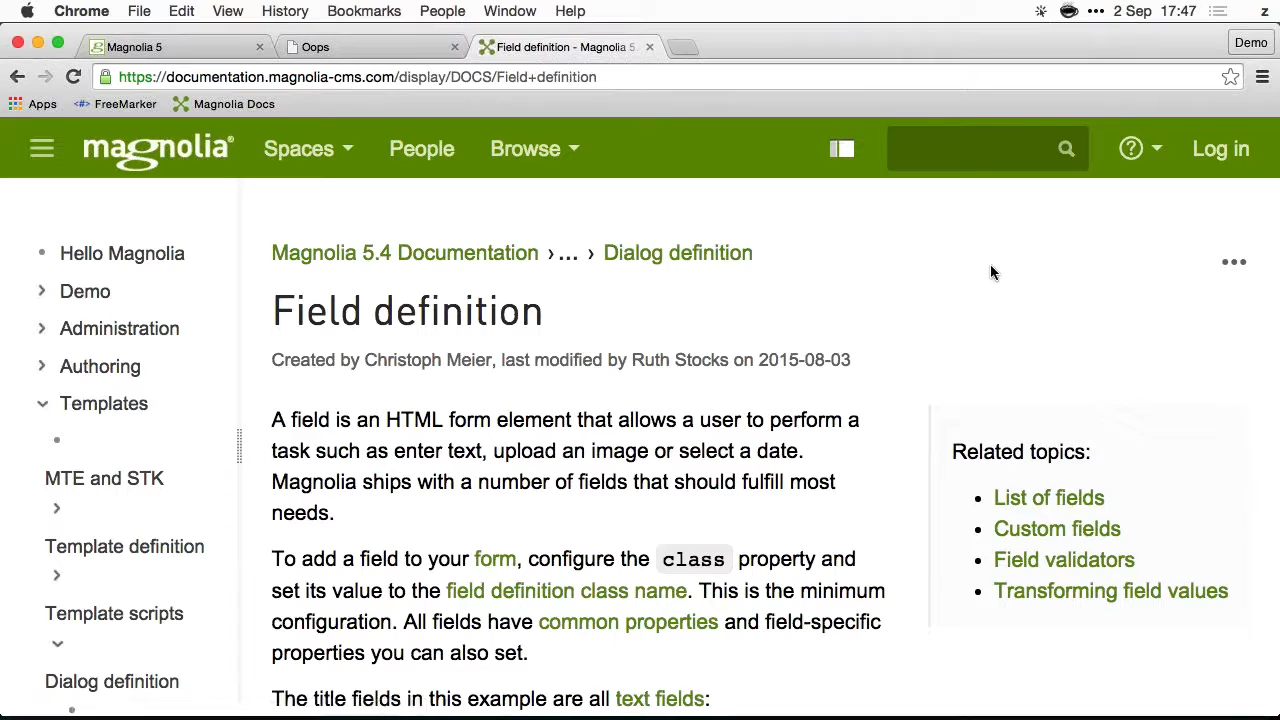 Chrome File Edit View History Bookmarks People Window Help 2 Sep 17:47 z
Magnolia 5 Oops Field definition - Magnolia 5. Demo
https://documentation.magnolia-cms.com/display/DOCS/Field+definition
Apps <#> FreeMarker Magnolia Docs
magnolia® Spaces People Browse Log in
Hello Magnolia
Demo
Administration
Authoring
Templates
MTE and STK
Template definition
Template scripts
Dialog definition
Magnolia 5.4 Documentation › ... › Dialog definition
Field definition
Created by Christoph Meier, last modified by Ruth Stocks on 2015-08-03
A field is an HTML form element that allows a user to perform a
task such as enter text, upload an image or select a date.
Magnolia ships with a number of fields that should fulfill most
needs.
To add a field to your form, configure the class property and
set its value to the field definition class name. This is the minimum
configuration. All fields have common properties and field-specific
properties you can also set.
The title fields in this example are all text fields:
Related topics:
• List of fields
• Custom fields
• Field validators
• Transforming field values